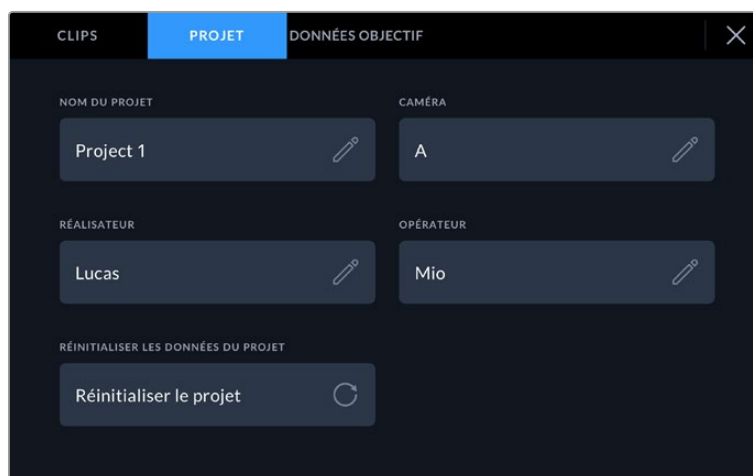 CLIPS PROJET DONNÉES OBJECTIF
NOM DU PROJET CAMÉRA
Project 1 A
RÉALISATEUR OPÉRATEUR
Lucas Mio
RÉINITIALISER LES DONNÉES DU PROJET
Réinitialiser le projet